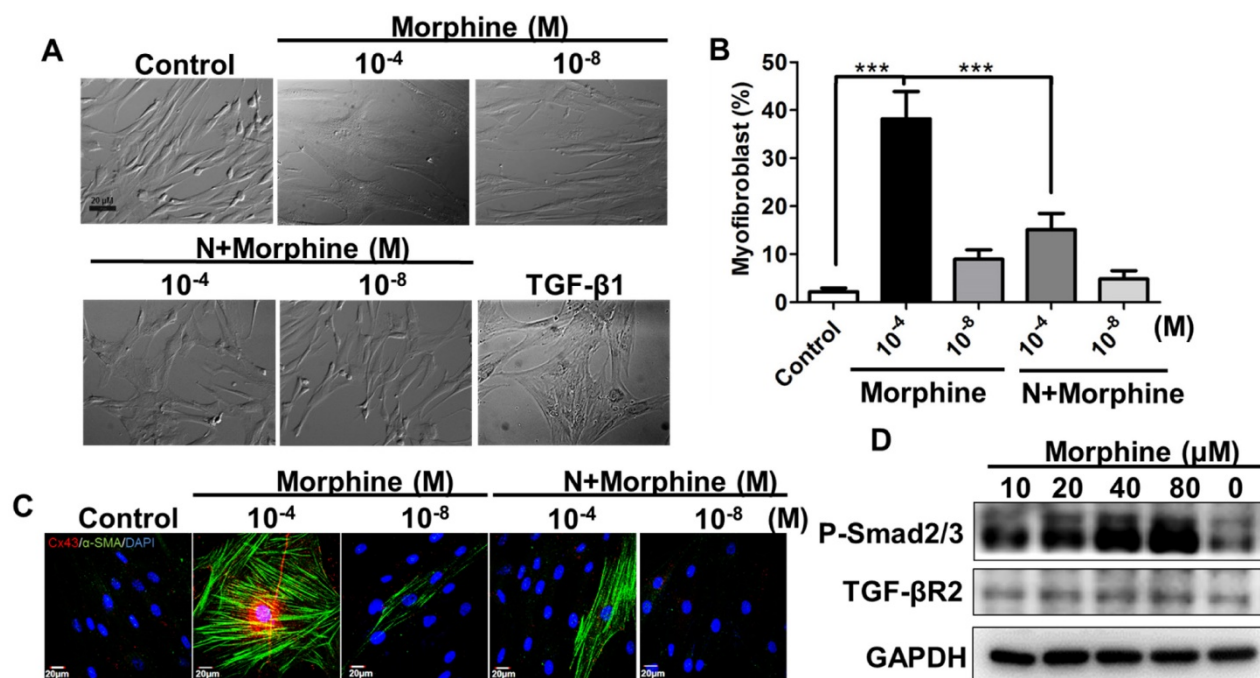 A
Morphine (M)
Control
10⁻⁴
10⁻⁸
20 µM
N+Morphine (M)
10⁻⁴
10⁻⁸
TGF-β1
B
Myofibroblast (%)
50
40
30
20
10
0
***
***
Control
10⁻⁴
10⁻⁸
10⁻⁴
10⁻⁸
(M)
Morphine
N+Morphine
C
Control
Morphine (M)
10⁻⁴
10⁻⁸
N+Morphine (M)
10⁻⁴
10⁻⁸
(M)
Cx43/α-SMA/DAPI
20µm
20µm
20µm
20µm
20µm
D
Morphine (µM)
10 20 40 80 0
P-Smad2/3
TGF-βR2
GAPDH